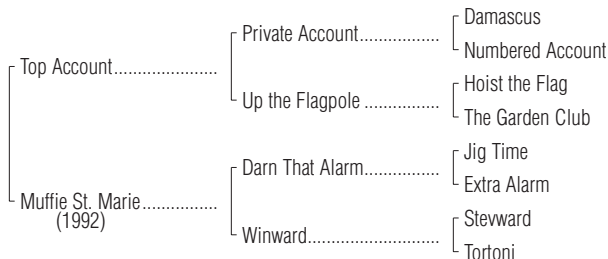 Damascus
Private Account..................
Numbered Account
Top Account.......................
Hoist the Flag
Up the Flagpole .................
The Garden Club
Jig Time
Darn That Alarm.................
Extra Alarm
Muffie St. Marie.................
(1992)
Stevward
Winward.............................
Tortoni